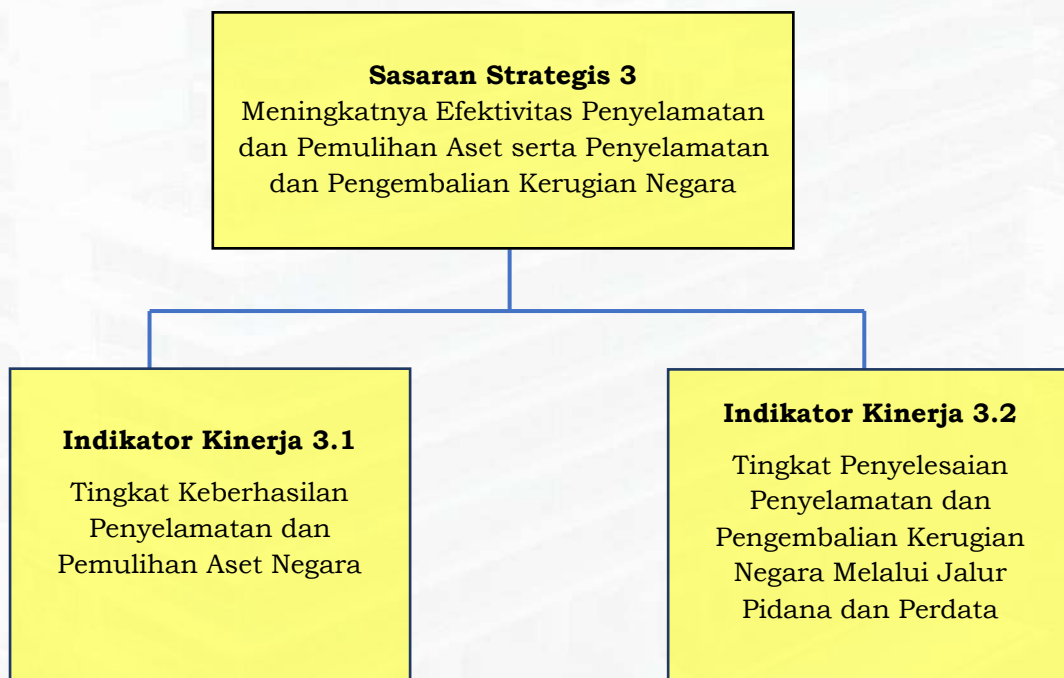 Sasaran Strategis 3
Meningkatnya Efektivitas Penyelamatan
dan Pemulihan Aset serta Penyelamatan
dan Pengembalian Kerugian Negara
Indikator Kinerja 3.1
Tingkat Keberhasilan
Penyelamatan dan
Pemulihan Aset Negara
Indikator Kinerja 3.2
Tingkat Penyelesaian
Penyelamatan dan
Pengembalian Kerugian
Negara Melalui Jalur
Pidana dan Perdata